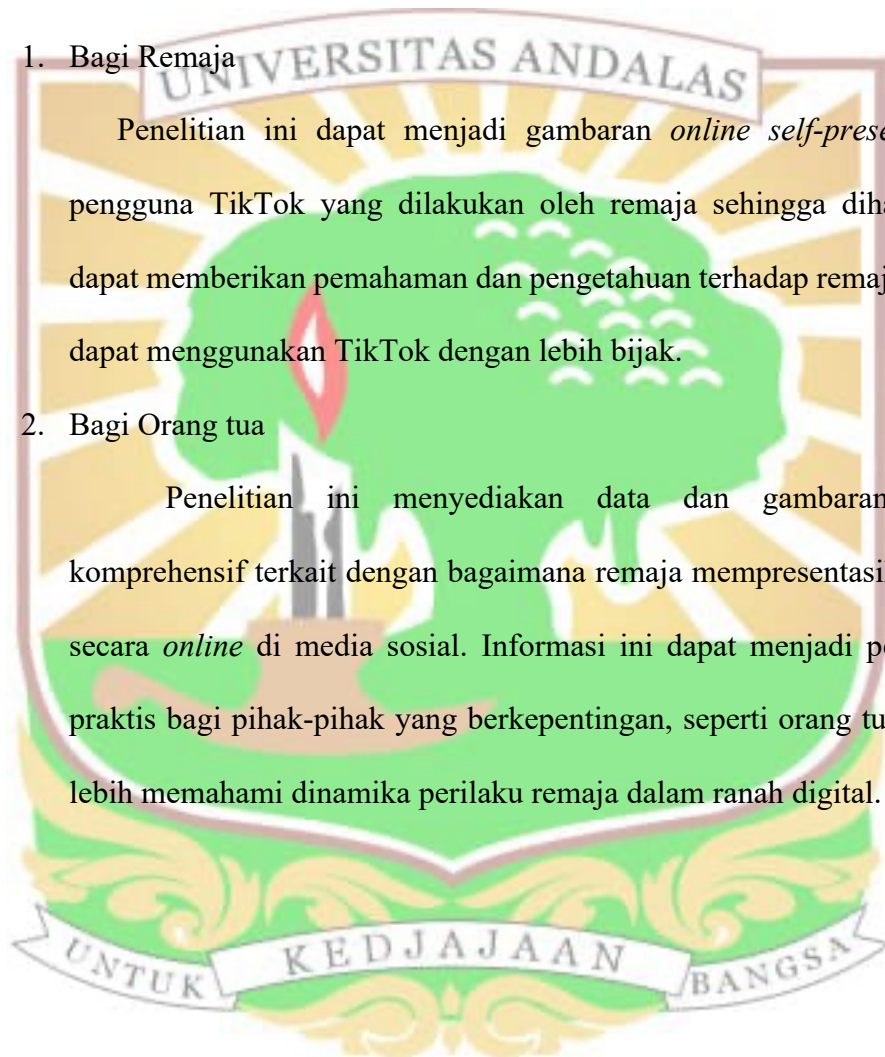 UNIVERSITAS ANDALAS
1. Bagi Remaja
Penelitian ini dapat menjadi gambaran online self-prese
pengguna TikTok yang dilakukan oleh remaja sehingga diha
dapat memberikan pemahaman dan pengetahuan terhadap remaj
dapat menggunakan TikTok dengan lebih bijak.
2. Bagi Orang tua
Penelitian ini menyediakan data dan gambaran
komprehensif terkait dengan bagaimana remaja mempresentasi
secara online di media sosial. Informasi ini dapat menjadi pe
praktis bagi pihak-pihak yang berkepentingan, seperti orang tu
lebih memahami dinamika perilaku remaja dalam ranah digital.
UNTUK KEDJAJAAN BANGSA